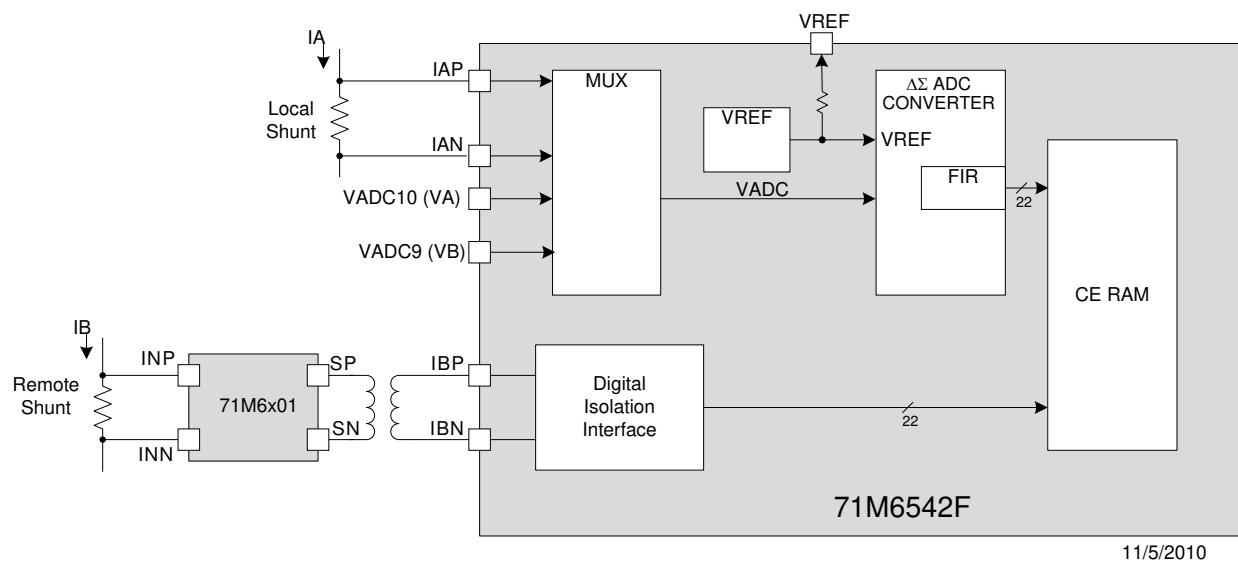 VREF
IA
IAP
MUX
ΔΣ ADC
CONVERTER
Local
Shunt
VREF
VREF
IAN
FIR
VADC10 (VA)
VADC
22
VADC9 (VB)
CE RAM
IB
INP
SP
IBP
Remote
Shunt
71M6x01
Digital
Isolation
Interface
22
INN
SN
IBN
71M6542F
11/5/2010